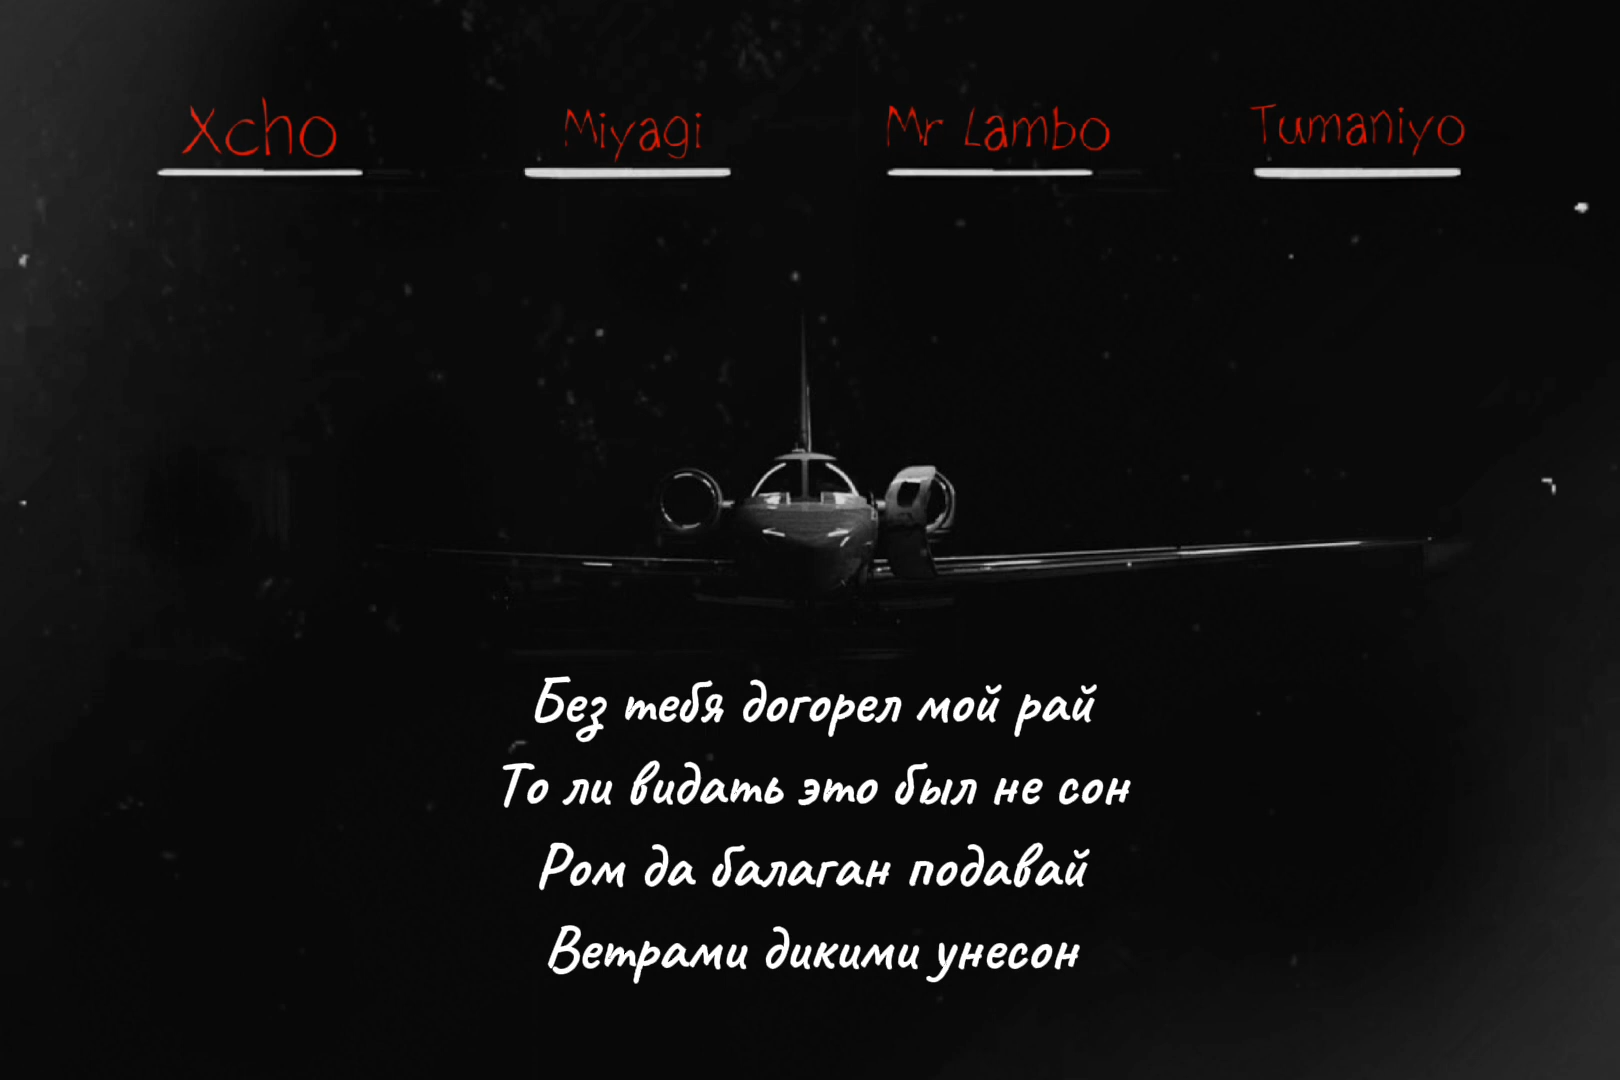 Xcho Miyagi Mr Lambo Tumaniyo
Без тебя догорел мой рай
То ли видать это был не сон
Ром да балаган подавай
Ветрами дикими унесон